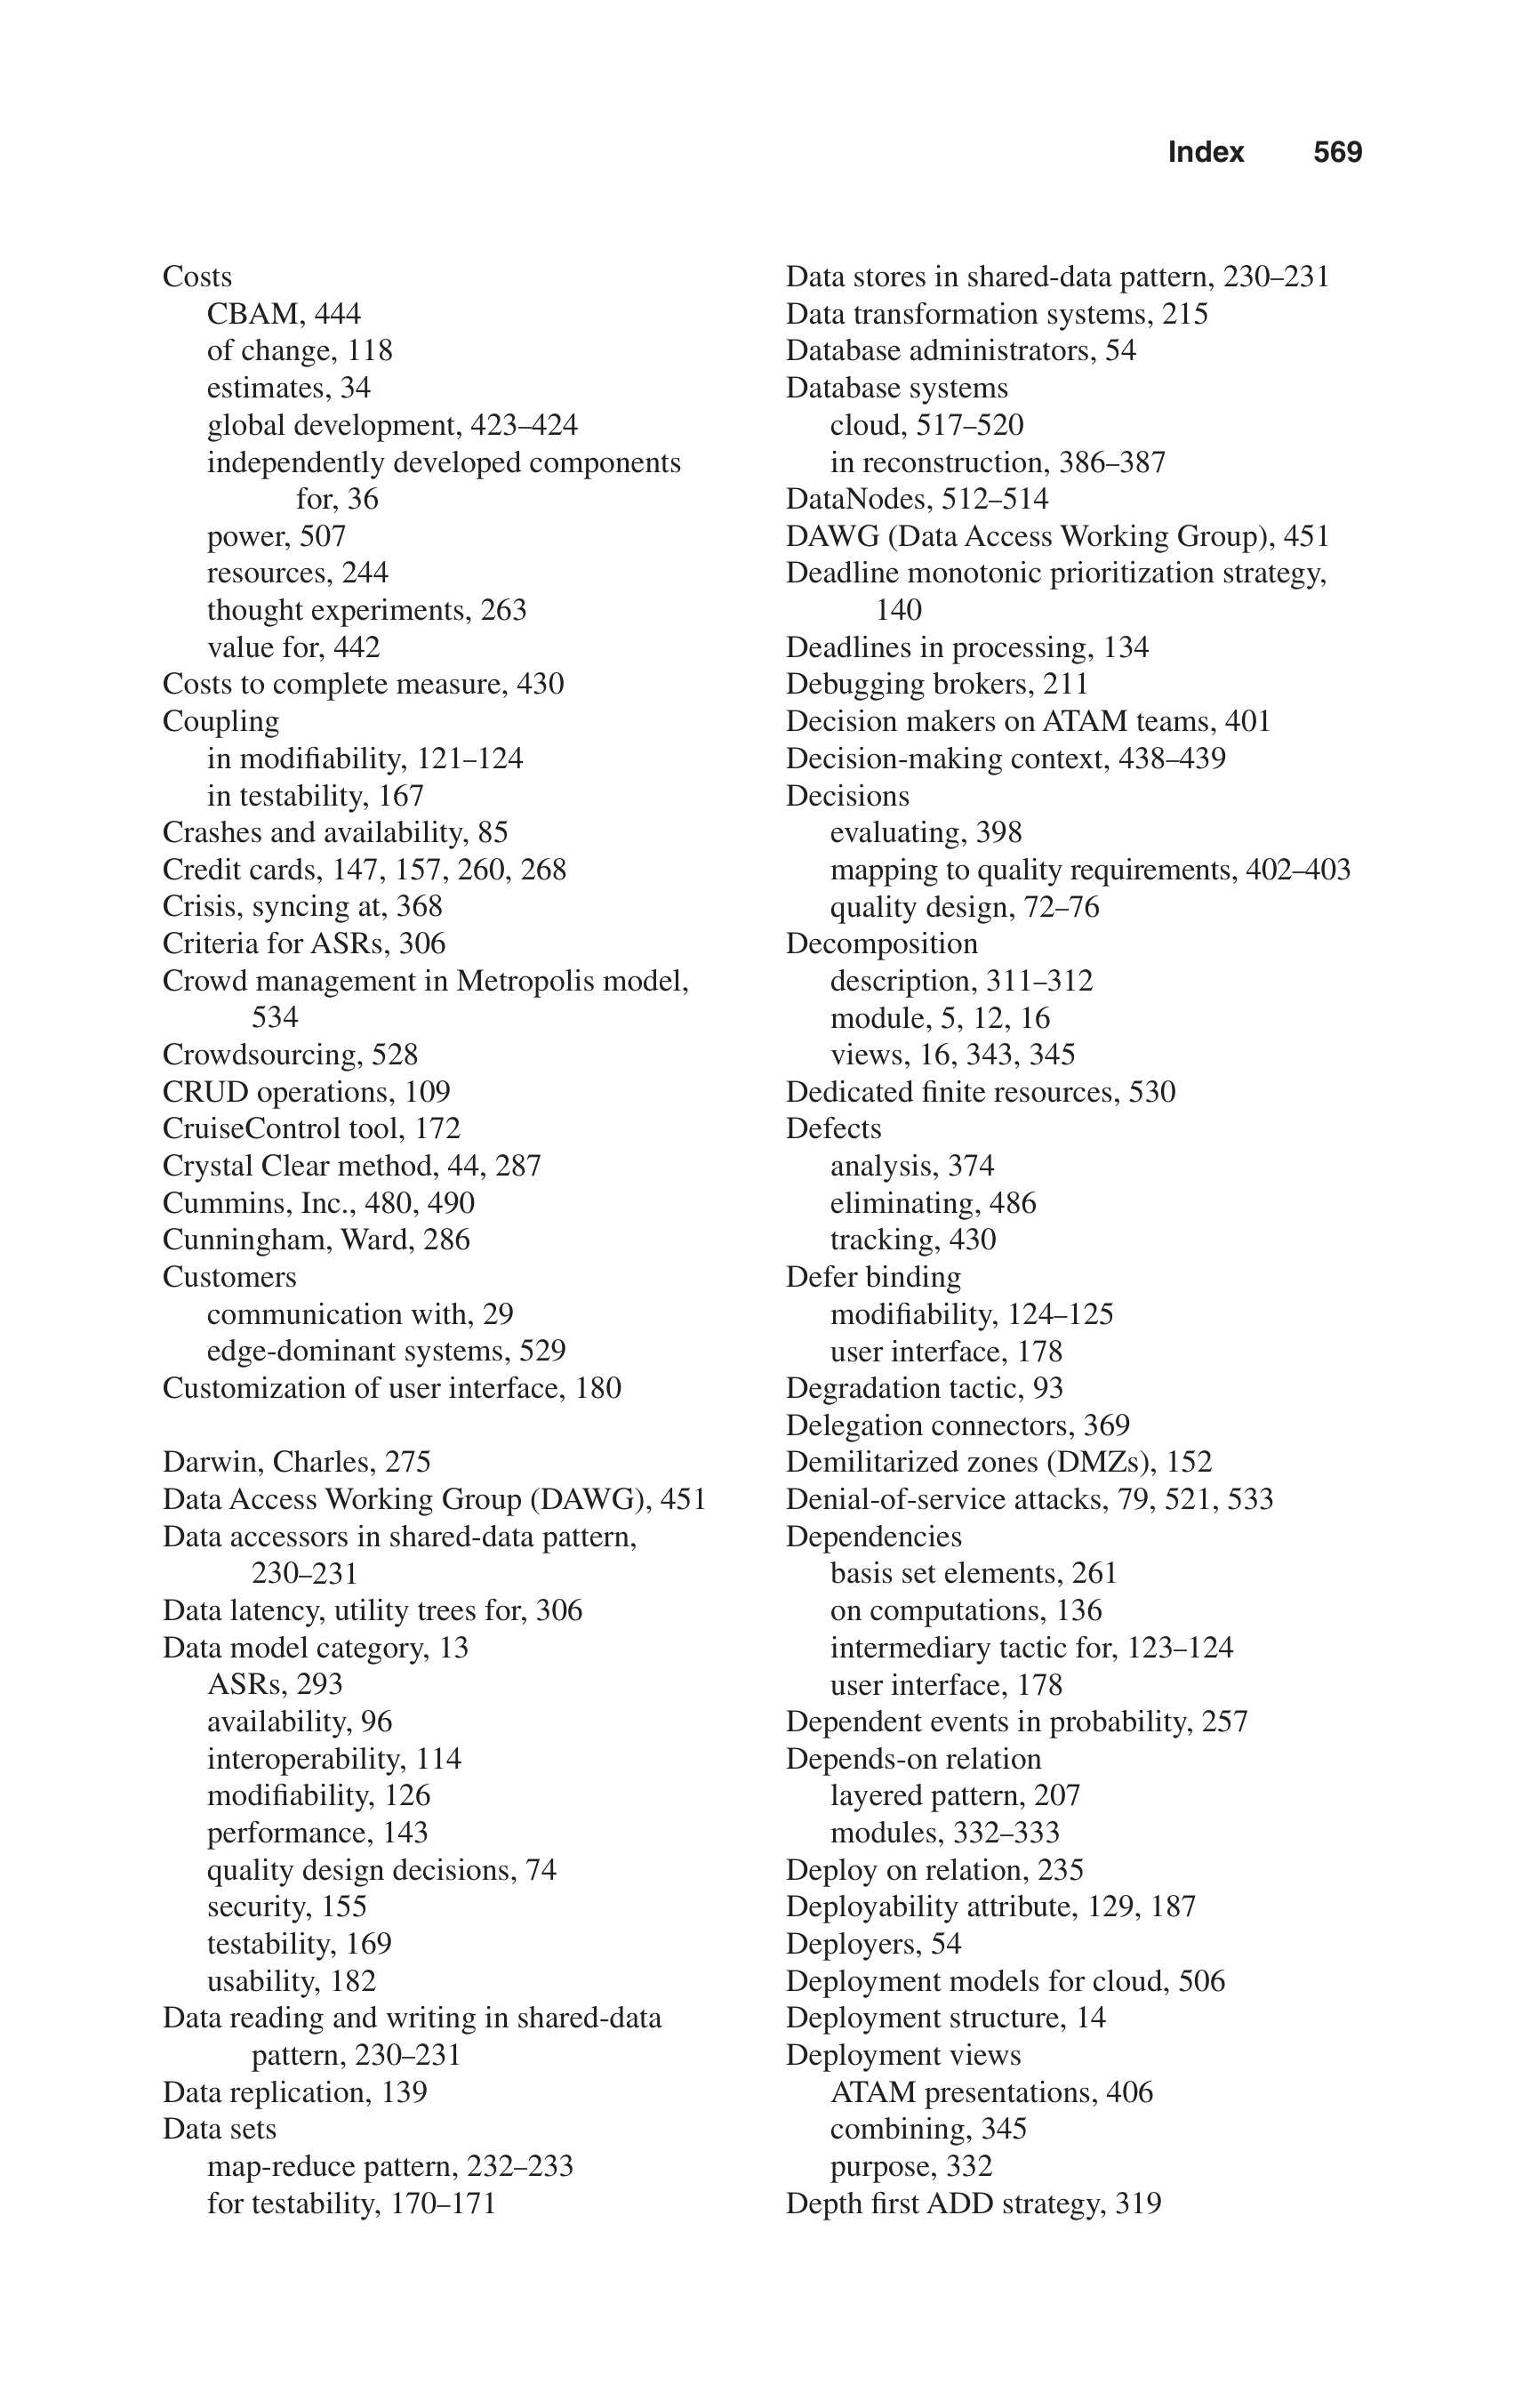 Index 569
Costs
CBAM, 444
of change, 118
estimates, 34
global development, 423–424
independently developed components
for, 36
power, 507
resources, 244
thought experiments, 263
value for, 442
Costs to complete measure, 430
Coupling
in modifiability, 121–124
in testability, 167
Crashes and availability, 85
Credit cards, 147, 157, 260, 268
Crisis, syncing at, 368
Criteria for ASRs, 306
Crowd management in Metropolis model,
534
Crowdsourcing, 528
CRUD operations, 109
CruiseControl tool, 172
Crystal Clear method, 44, 287
Cummins, Inc., 480, 490
Cunningham, Ward, 286
Customers
communication with, 29
edge-dominant systems, 529
Customization of user interface, 180
Darwin, Charles, 275
Data Access Working Group (DAWG), 451
Data accessors in shared-data pattern,
230–231
Data latency, utility trees for, 306
Data model category, 13
ASRs, 293
availability, 96
interoperability, 114
modifiability, 126
performance, 143
quality design decisions, 74
security, 155
testability, 169
usability, 182
Data reading and writing in shared-data
pattern, 230–231
Data replication, 139
Data sets
map-reduce pattern, 232–233
for testability, 170–171
Data stores in shared-data pattern, 230–231
Data transformation systems, 215
Database administrators, 54
Database systems
cloud, 517–520
in reconstruction, 386–387
DataNodes, 512–514
DAWG (Data Access Working Group), 451
Deadline monotonic prioritization strategy,
140
Deadlines in processing, 134
Debugging brokers, 211
Decision makers on ATAM teams, 401
Decision-making context, 438–439
Decisions
evaluating, 398
mapping to quality requirements, 402–403
quality design, 72–76
Decomposition
description, 311–312
module, 5, 12, 16
views, 16, 343, 345
Dedicated finite resources, 530
Defects
analysis, 374
eliminating, 486
tracking, 430
Defer binding
modifiability, 124–125
user interface, 178
Degradation tactic, 93
Delegation connectors, 369
Demilitarized zones (DMZs), 152
Denial-of-service attacks, 79, 521, 533
Dependencies
basis set elements, 261
on computations, 136
intermediary tactic for, 123–124
user interface, 178
Dependent events in probability, 257
Depends-on relation
layered pattern, 207
modules, 332–333
Deploy on relation, 235
Deployability attribute, 129, 187
Deployers, 54
Deployment models for cloud, 506
Deployment structure, 14
Deployment views
ATAM presentations, 406
combining, 345
purpose, 332
Depth first ADD strategy, 319